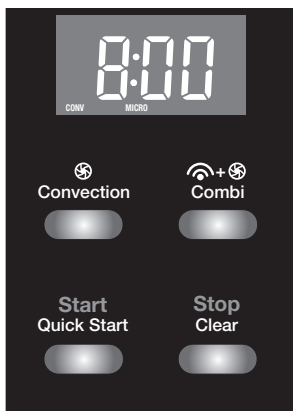 8:00
CONV MICRO
Convection
+
Combi
Start
Quick Start
Stop
Clear